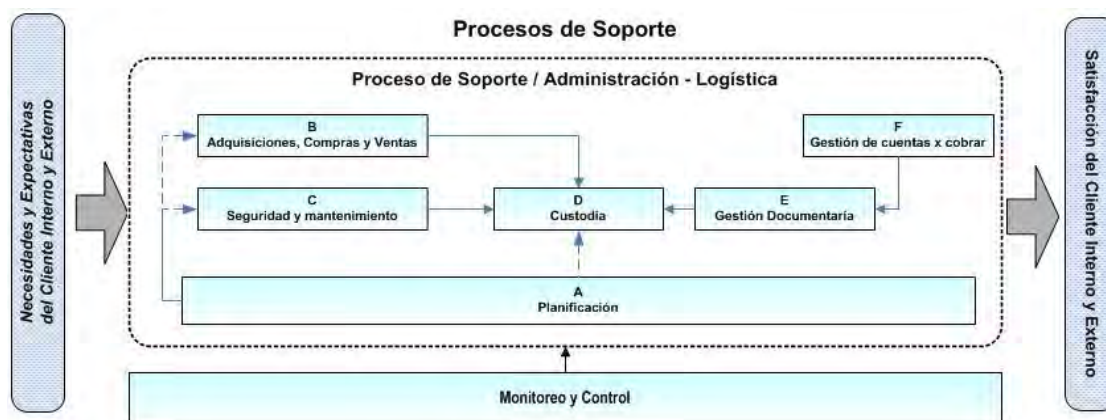 Necesidades y Expectativas
del Cliente Interno y Externo
Procesos de Soporte
Proceso de Soporte / Administración - Logística
B
Adquisiciones, Compras y Ventas
F
Gestión de cuentas x cobrar
C
Seguridad y mantenimiento
D
Custodia
E
Gestión Documentaría
A
Planificación
Monitoreo y Control
Satisfacción del Cliente Interno y Externo